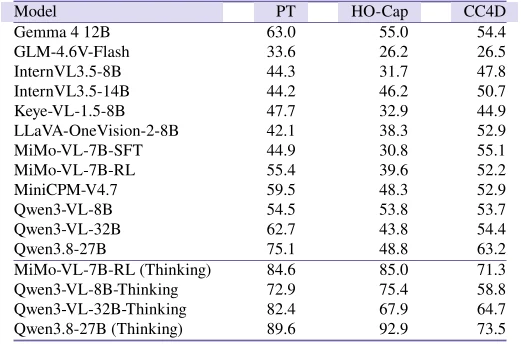 Model PT HO-Cap CC4D
Gemma 4 12B 63.0 55.0 54.4
GLM-4.6V-Flash 33.6 26.2 26.5
InternVL3.5-8B 44.3 31.7 47.8
InternVL3.5-14B 44.2 46.2 50.7
Keye-VL-1.5-8B 47.7 32.9 44.9
LLaVA-OneVision-2-8B 42.1 38.3 52.9
MiMo-VL-7B-SFT 44.9 30.8 55.1
MiMo-VL-7B-RL 55.4 39.6 52.2
MiniCPM-V4.7 59.5 48.3 52.9
Qwen3-VL-8B 54.5 53.8 53.7
Qwen3-VL-32B 62.7 43.8 54.4
Qwen3.8-27B 75.1 48.8 63.2
MiMo-VL-7B-RL (Thinking) 84.6 85.0 71.3
Qwen3-VL-8B-Thinking 72.9 75.4 58.8
Qwen3-VL-32B-Thinking 82.4 67.9 64.7
Qwen3.8-27B (Thinking) 89.6 92.9 73.5